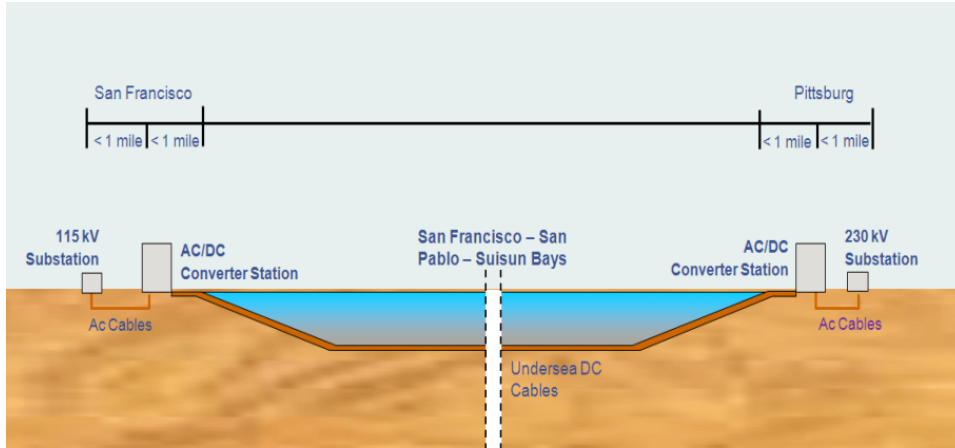 San Francisco
Pittsburg
< 1 mile < 1 mile
< 1 mile < 1 mile
115 kV
Substation
AC/DC
Converter Station
San Francisco – San
Pablo – Suisun Bays
AC/DC
Converter Station
230 kV
Substation
Ac Cables
Ac Cables
Undersea DC
Cables